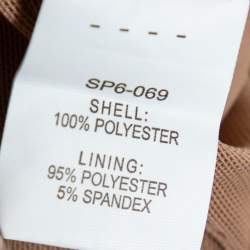 - - - -
SP6-069
SHELL:
100% POLYESTER
LINING:
95% POLYESTER
5% SPANDEX